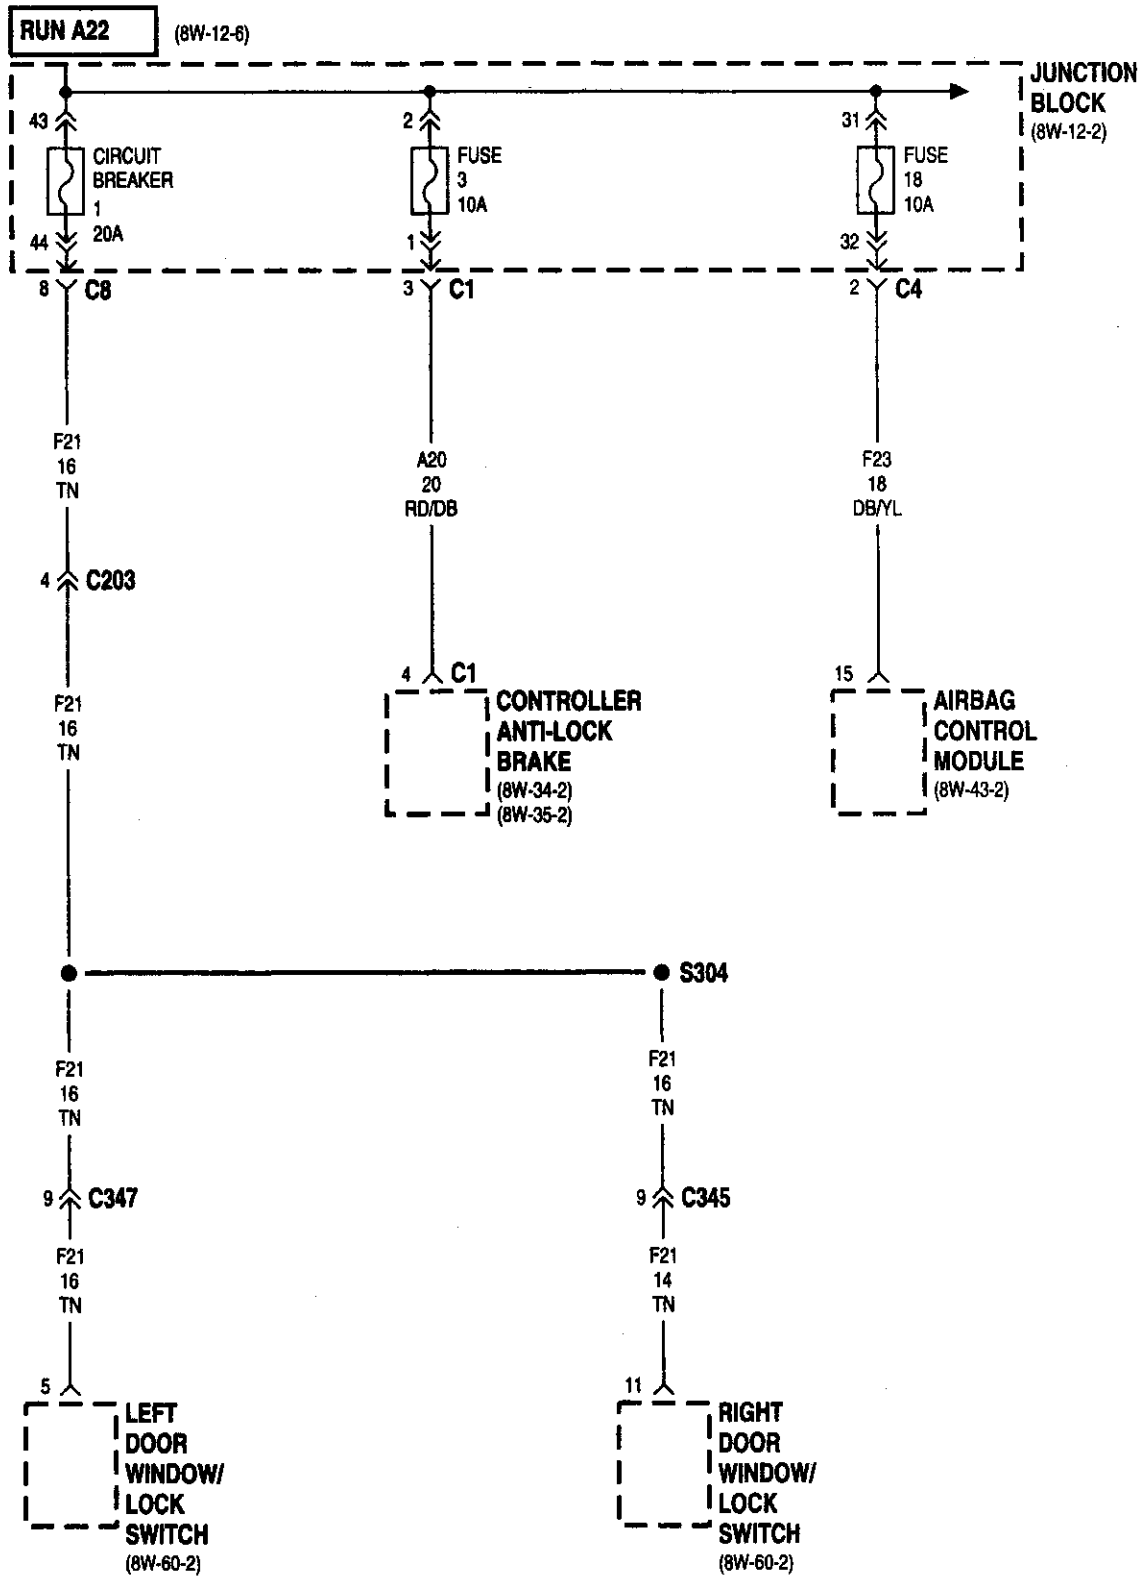 RUN A22
(8W-12-6)
JUNCTION
BLOCK
(8W-12-2)
43
CIRCUIT
BREAKER
1
20A
44
2
FUSE
3
10A
1
31
FUSE
18
10A
32
8
C8
3
C1
2
C4
F21
16
TN
A20
20
RD/DB
F23
18
DB/YL
4
C203
F21
16
TN
4
C1
CONTROLLER
ANTI-LOCK
BRAKE
(8W-34-2)
(8W-35-2)
15
AIRBAG
CONTROL
MODULE
(8W-43-2)
S304
F21
16
TN
F21
16
TN
9
C347
9
C345
F21
16
TN
F21
14
TN
5
LEFT
DOOR
WINDOW/
LOCK
SWITCH
(8W-60-2)
11
RIGHT
DOOR
WINDOW/
LOCK
SWITCH
(8W-60-2)